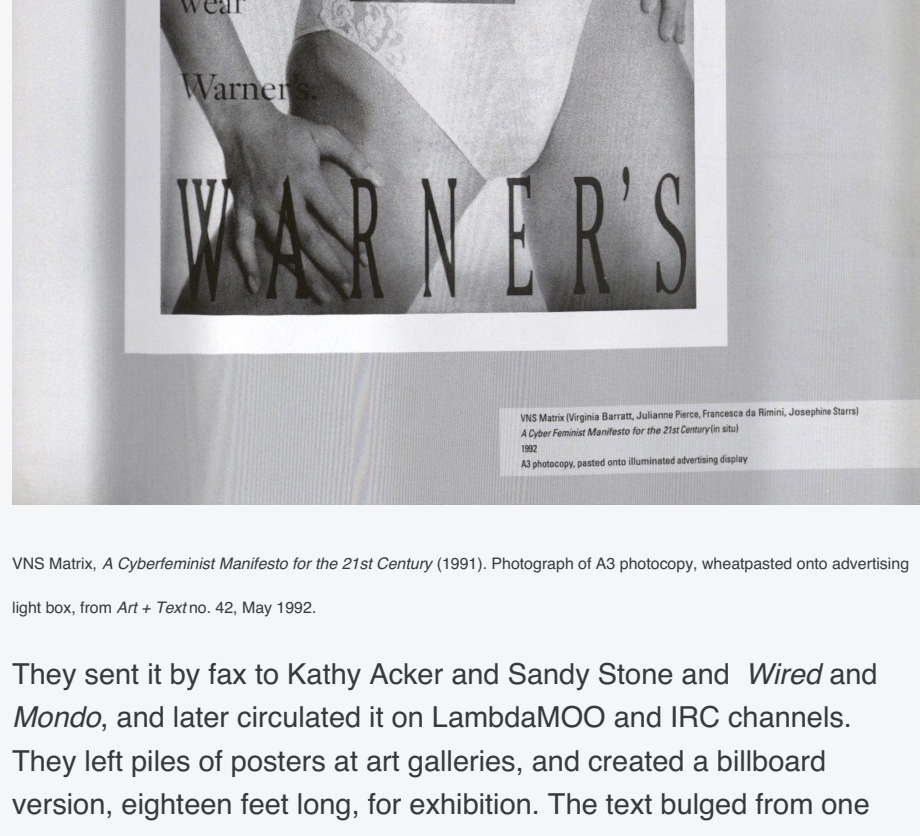 wear
Warner's.
WARNER'S
VNS Matrix (Virginia Barratt, Julianne Pierce, Francesca da Rimini, Josephine Starrs)
A Cyber Feminist Manifesto for the 21st Century (in situ)
1992
A3 photocopy, pasted onto illuminated advertising display
VNS Matrix, A Cyberfeminist Manifesto for the 21st Century (1991). Photograph of A3 photocopy, wheatpasted onto advertising
light box, from Art + Text no. 42, May 1992.
They sent it by fax to Kathy Acker and Sandy Stone and Wired and
Mondo, and later circulated it on LambdaMOO and IRC channels.
They left piles of posters at art galleries, and created a billboard
version, eighteen feet long, for exhibition. The text bulged from one